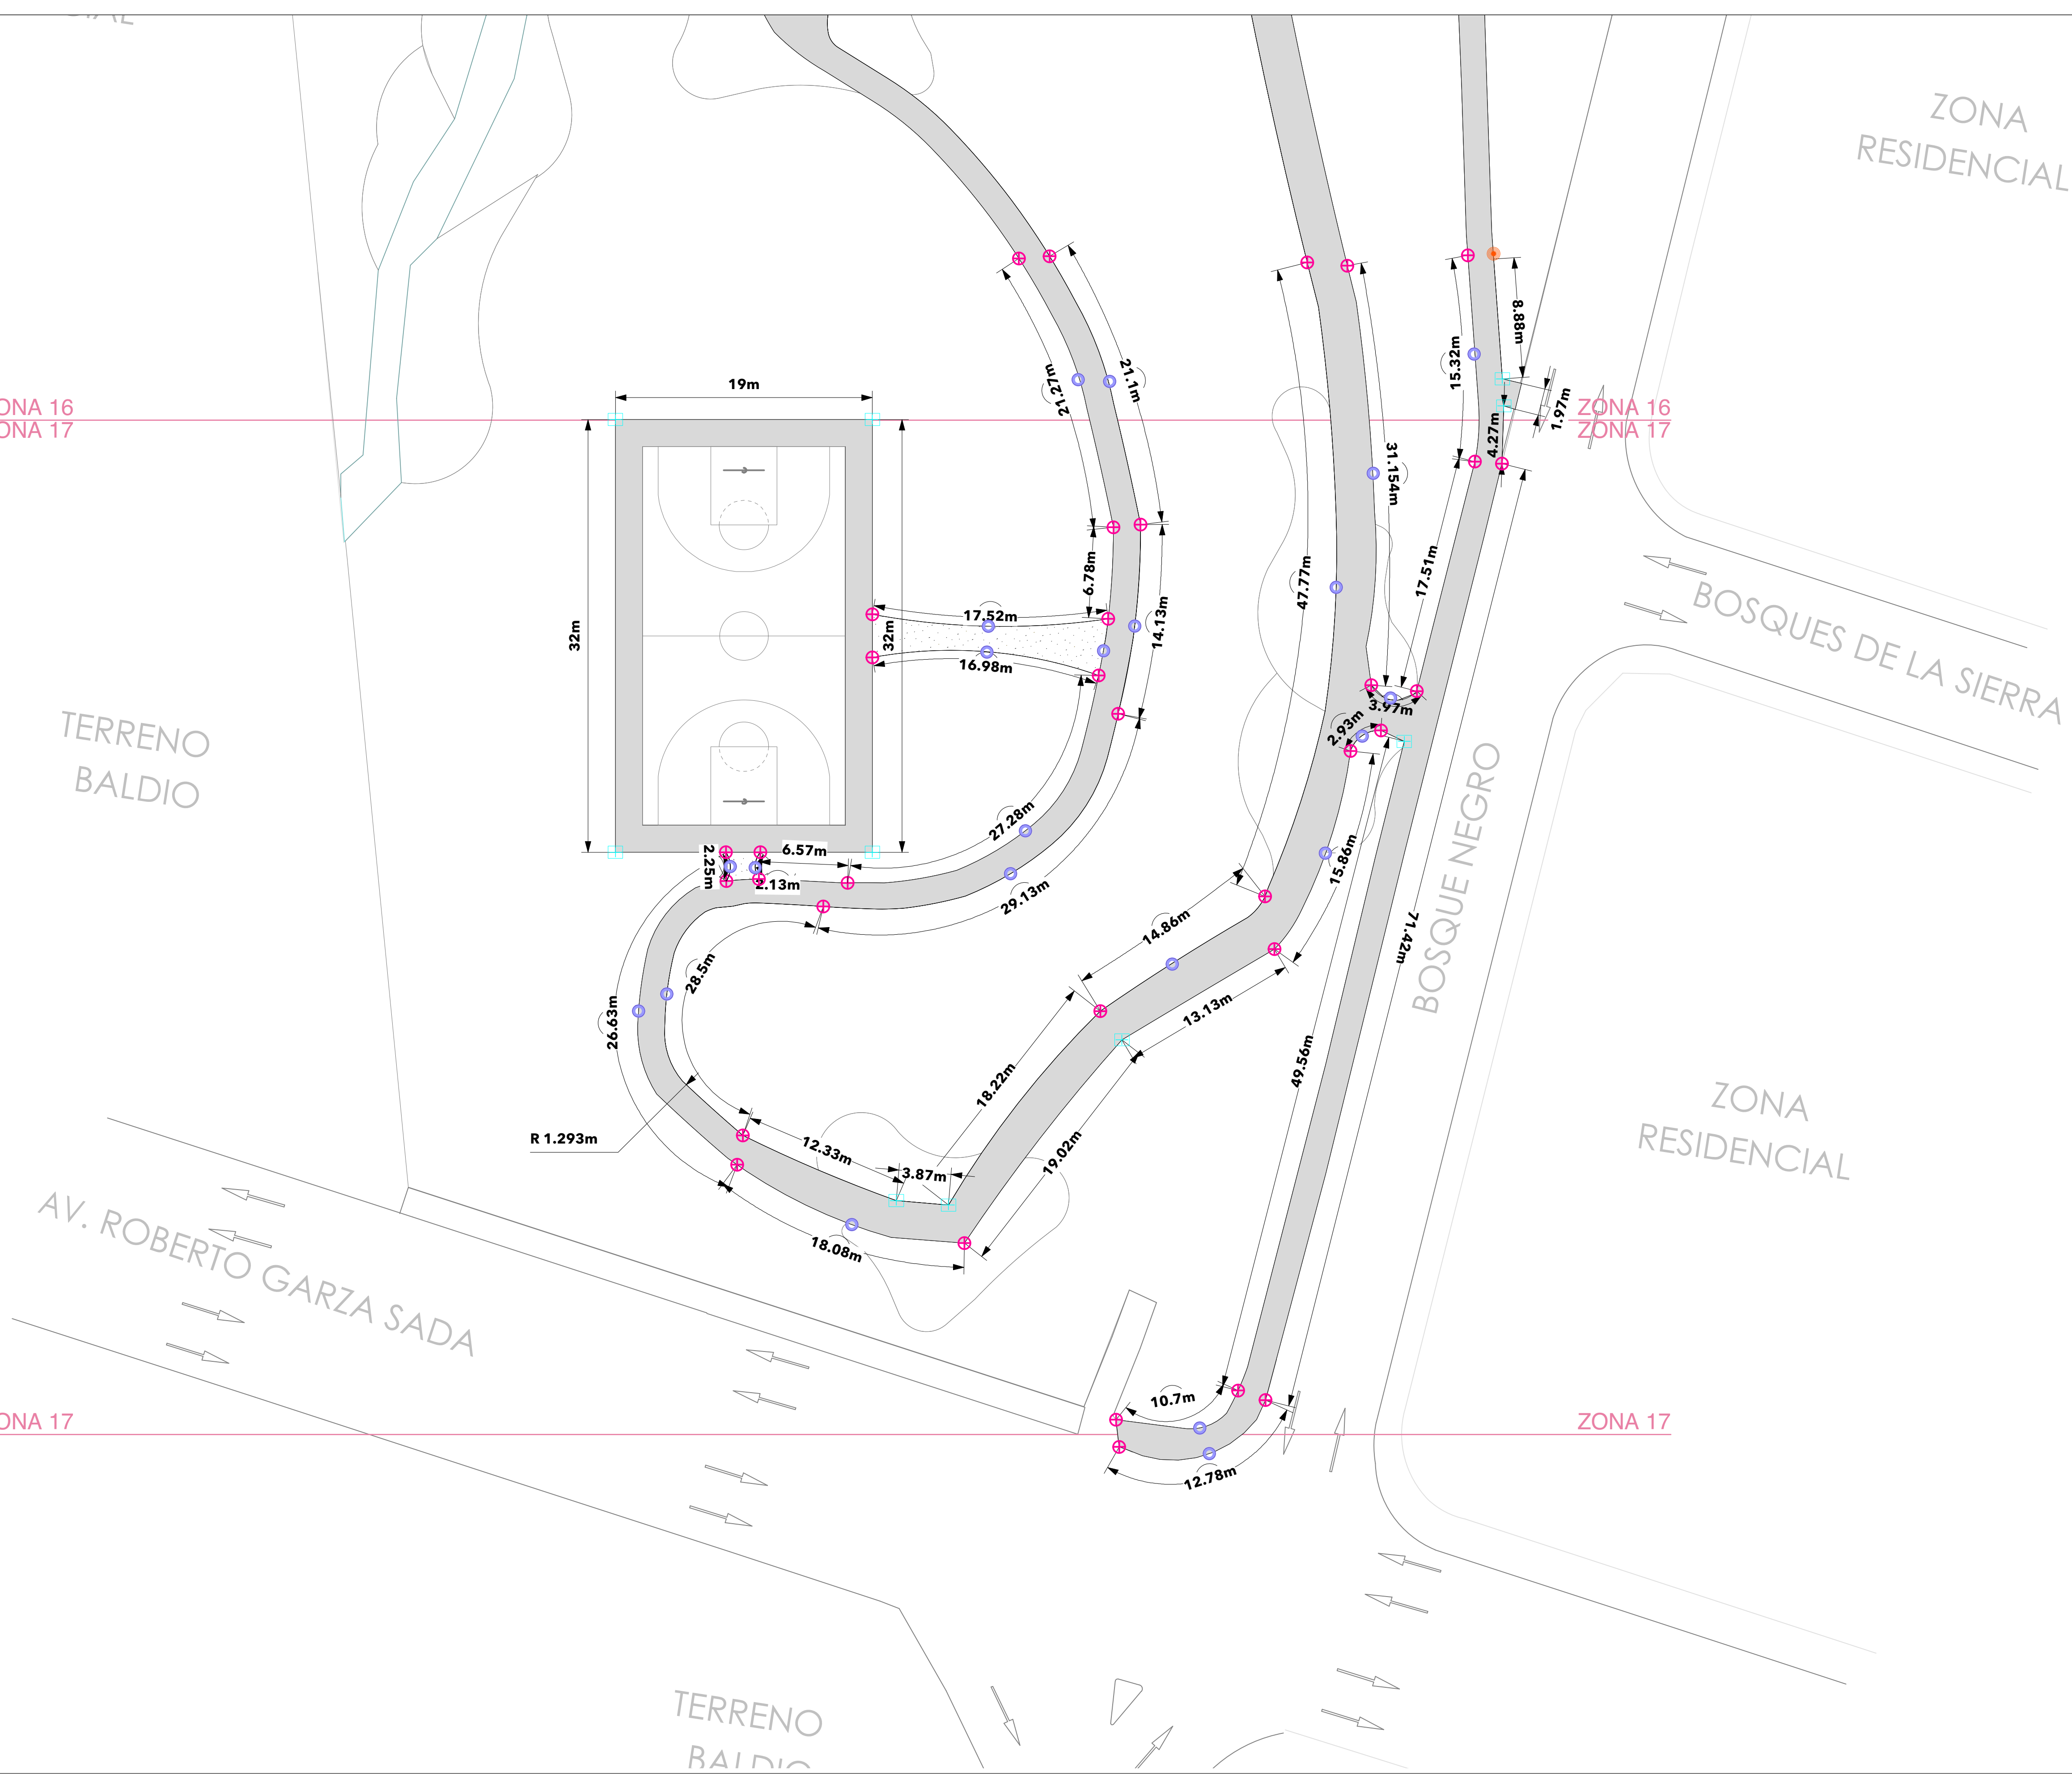 ZONA
RESIDENCIAL
8.88m
15.32m
1.97m
21.1m
21.27m
19m
ONA 16
ZONA 16
ONA 17
ZONA 17
4.27m
31.154m
BOSQUES DE LA SIERRA
47.77m
17.51m
6.78m
17.52m
14.13m
32m
32m
16.98m
3.97m
2.93m
TERRENO
BALDIO
27.28m
6.57m
2.25m
2.13m
29.13m
15.86m
BOSQUE NEGRO
14.86m
71.42m
28.5m
26.63m
13.13m
49.56m
18.22m
R 1.293m
12.33m
3.87m
19.02m
ZONA
RESIDENCIAL
18.08m
AV. ROBERTO GARZA SADA
10.7m
ONA 17
ZONA 17
12.78m
TERRENO
BALDIO